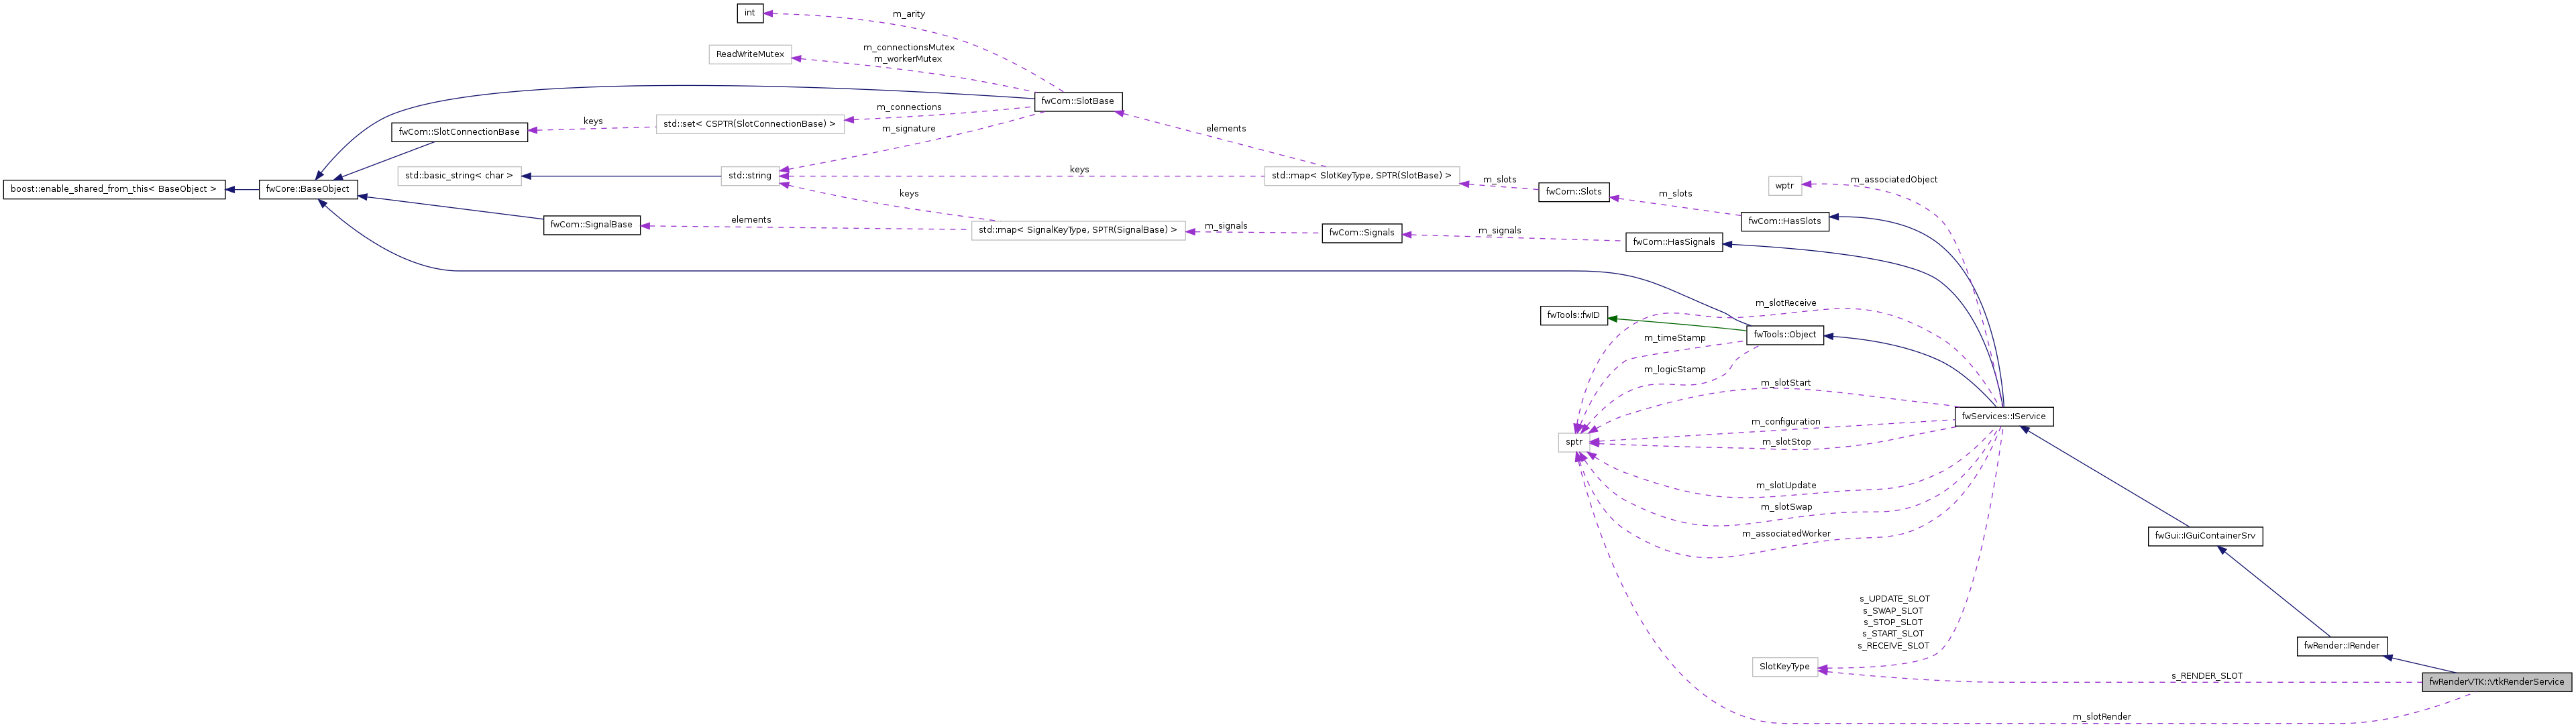 int
m_arity
ReadWriteMutex
m_connectionsMutex
m_workerMutex
fwCom::SlotBase
m_connections
std::set< CSPTR(SlotConnectionBase) >
keys
fwCom::SlotConnectionBase
m_signature
elements
std::basic_string< char >
std::string
keys
std::map< SlotKeyType, SPTR(SlotBase) >
m_slots
fwCom::Slots
m_slots
wptr
m_associatedObject
boost::enable_shared_from_this< BaseObject >
fwCore::BaseObject
keys
fwCom::HasSlots
fwCom::SignalBase
elements
std::map< SignalKeyType, SPTR(SignalBase) >
m_signals
fwCom::Signals
m_signals
fwCom::HasSignals
m_slotReceive
fwTools::fwID
fwTools::Object
m_timeStamp
m_logicStamp
m_slotStart
fwServices::IService
m_configuration
sptr
m_slotStop
m_slotUpdate
m_slotSwap
m_associatedWorker
fwGui::IGuiContainerSrv
s_UPDATE_SLOT
s_SWAP_SLOT
s_STOP_SLOT
s_START_SLOT
s_RECEIVE_SLOT
fwRender::IRender
SlotKeyType
s_RENDER_SLOT
fwRenderVTK::VtkRenderService
m_slotRender